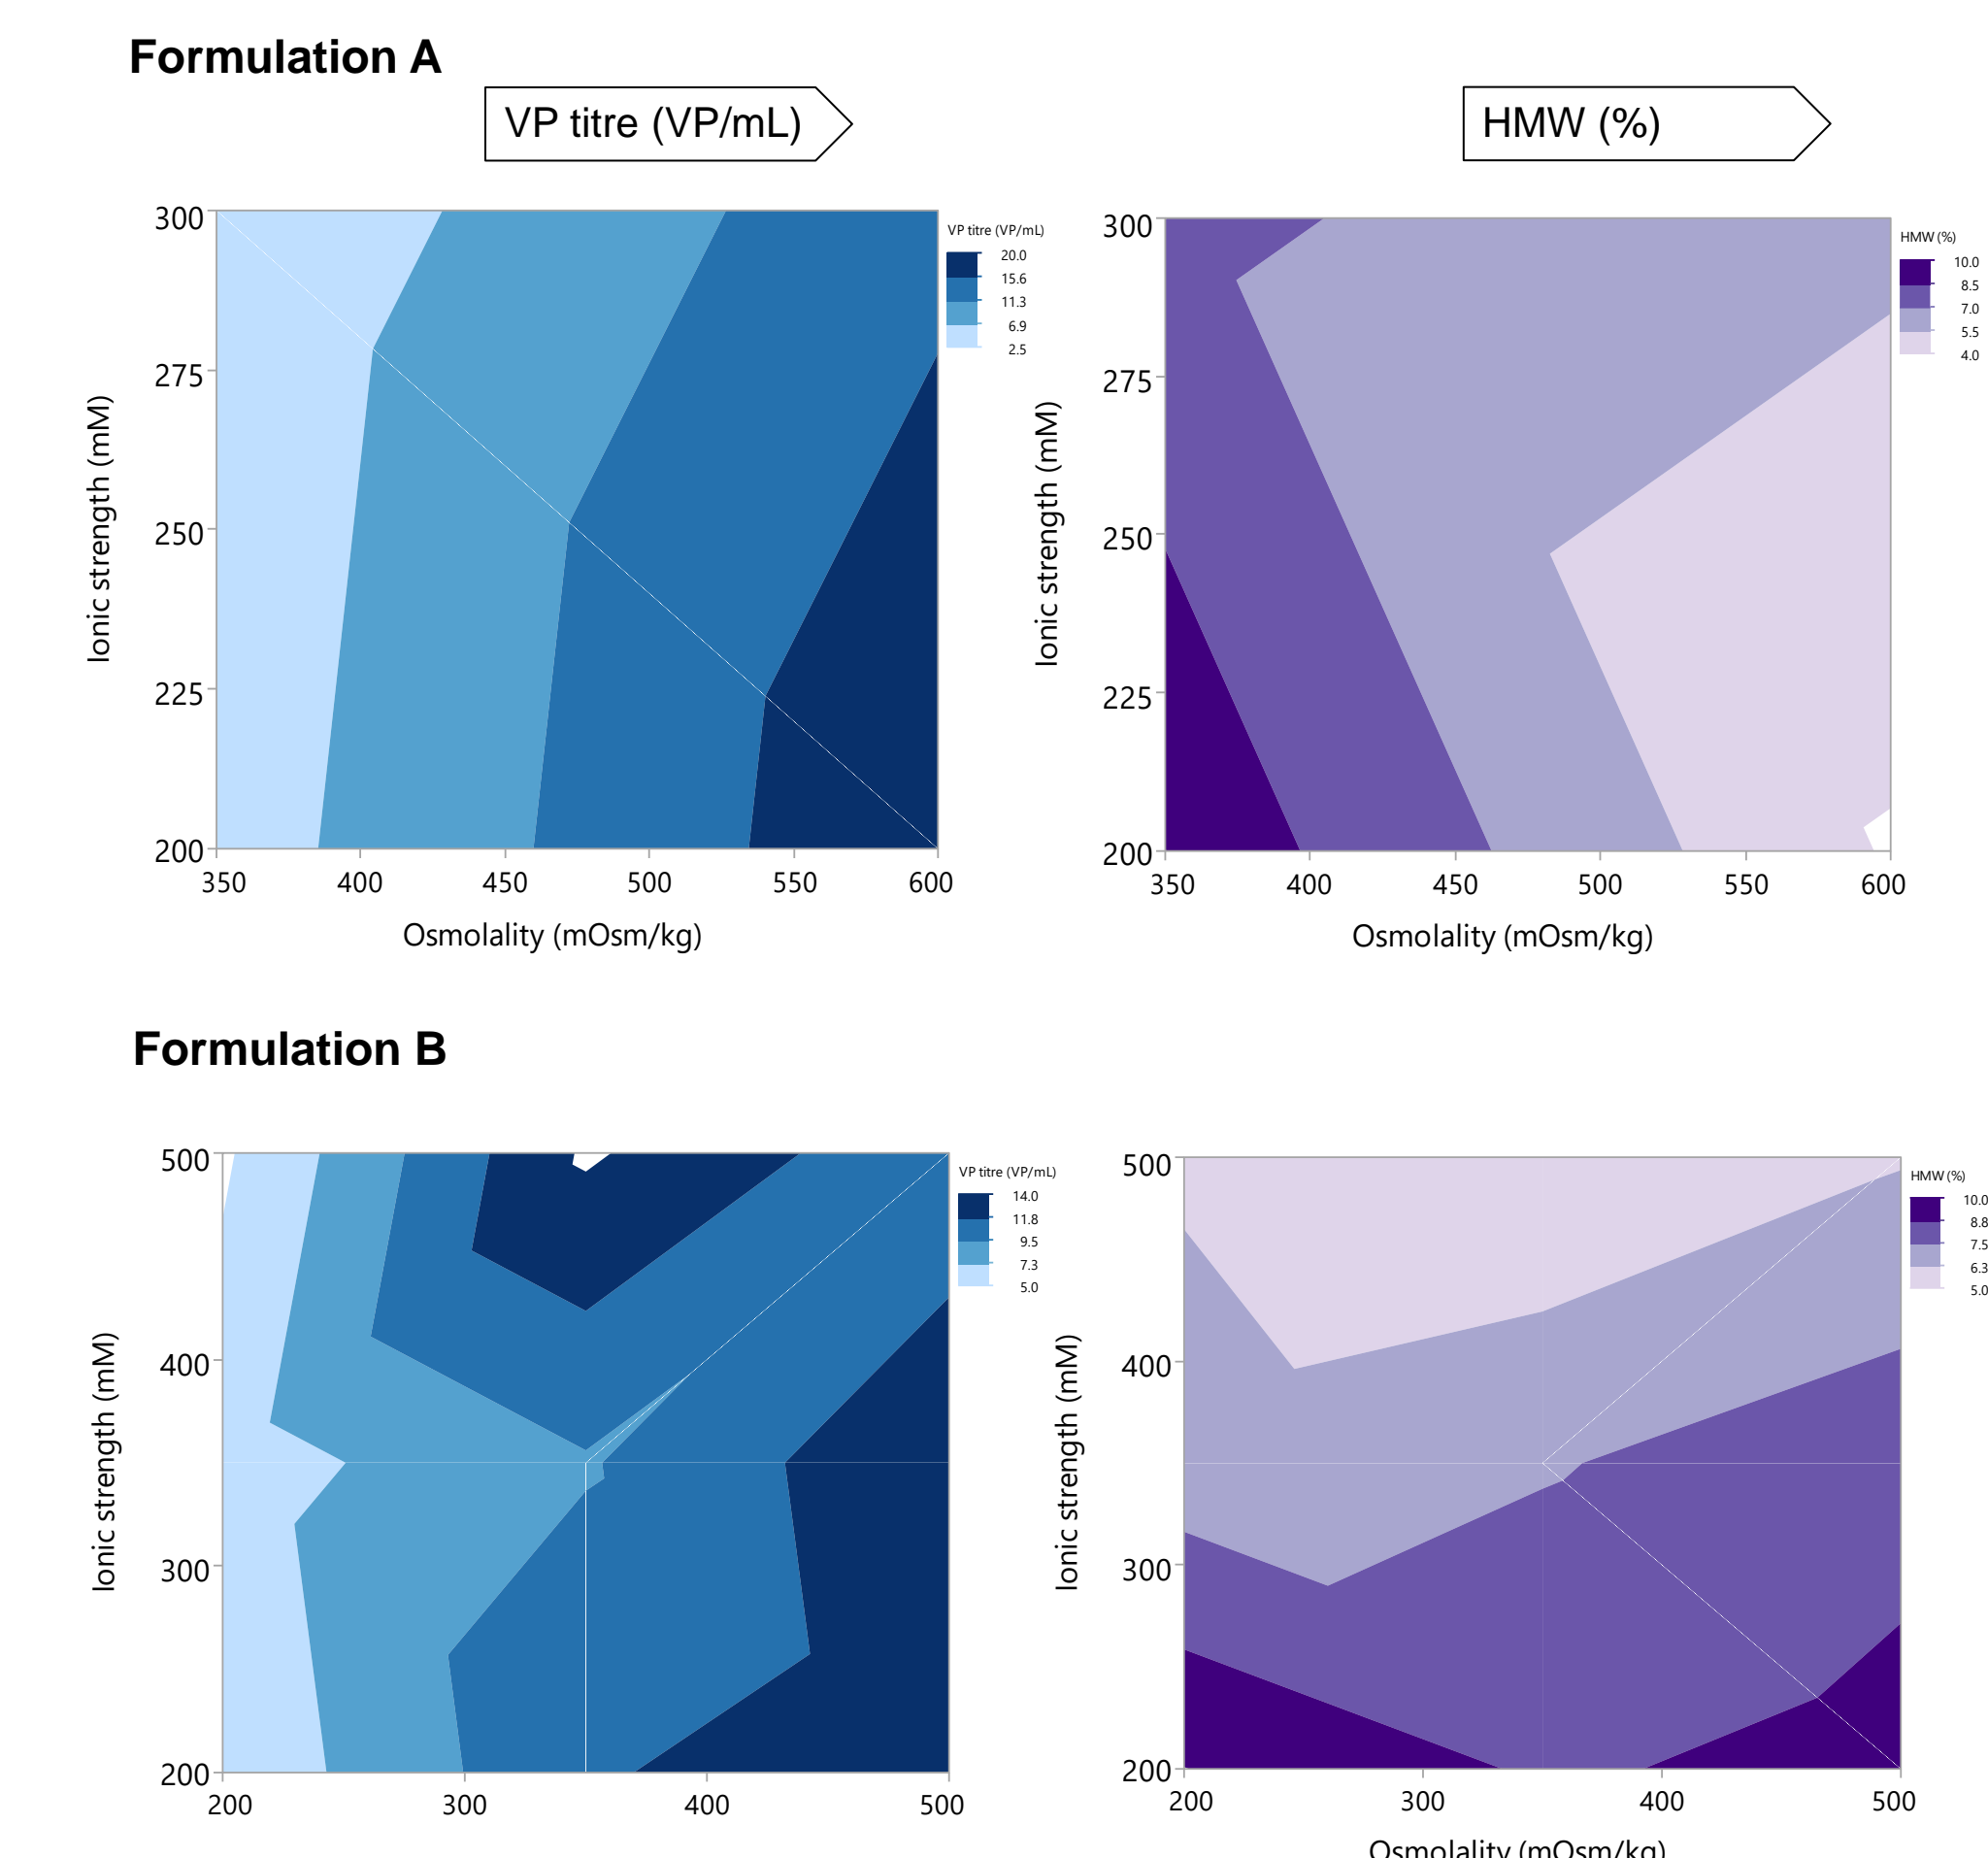 Formulation A
VP titre (VP/mL)
HMW (%)
300
275
250
225
200
Ionic strength (mM)
350 400 450 500 550 600
Osmolality (mOsm/kg)
VP titre (VP/mL)
20.0
15.6
11.3
6.9
2.5
300
275
250
225
200
Ionic strength (mM)
350 400 450 500 550 600
Osmolality (mOsm/kg)
HMW (%)
10.0
8.5
7.0
5.5
4.0
Formulation B
500
400
300
200
Ionic strength (mM)
200 300 400 500
VP titre (VP/mL)
14.0
11.8
9.5
7.3
5.0
500
400
300
200
Ionic strength (mM)
200 300 400 500
Osmolality (mOsm/kg)
HMW (%)
10.0
8.8
7.5
6.3
5.0